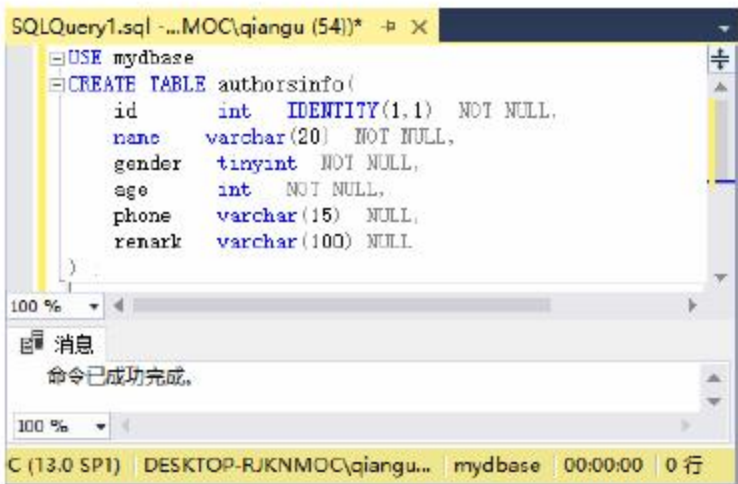 SQLQuery1.sql -...MOC\qiangu (54))*
USE mydbase
CREATE TABLE authorsinfo(
id int IDENTITY(1,1) NOT NULL,
name varchar(20) NOT NULL,
gender tinyint NOT NULL,
age int NOT NULL,
phone varchar(15) NULL,
remark varchar(100) NULL
)
100 %
消息
命令已成功完成。
100 %
C (13.0 SP1) DESKTOP-RJKNMOC\qiangu... mydbase 00:00:00 0 行